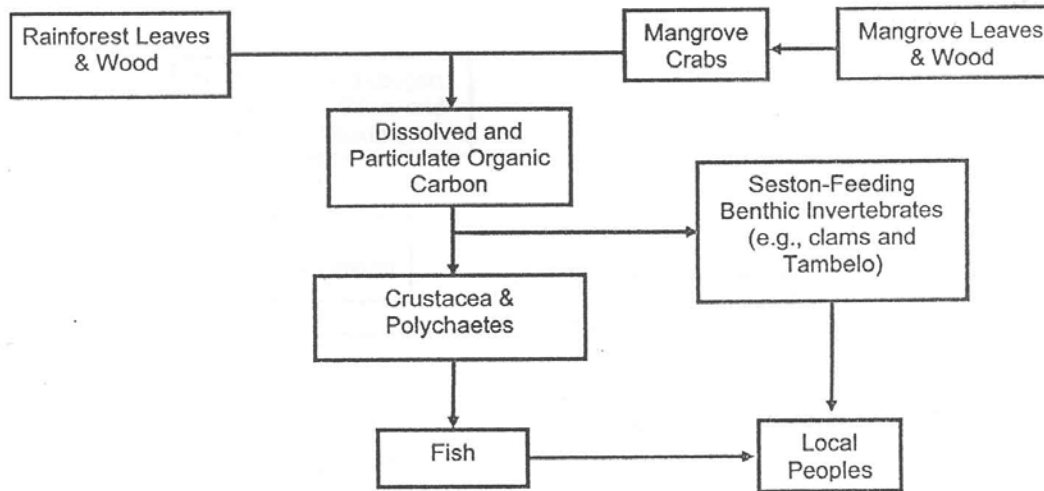 Rainforest Leaves
& Wood
Mangrove
Crabs
Mangrove Leaves
& Wood
Dissolved and
Particulate Organic
Carbon
Seston-Feeding
Benthic Invertebrates
(e.g., clams and
Tambelo)
Crustacea &
Polychaetes
Fish
Local
Peoples